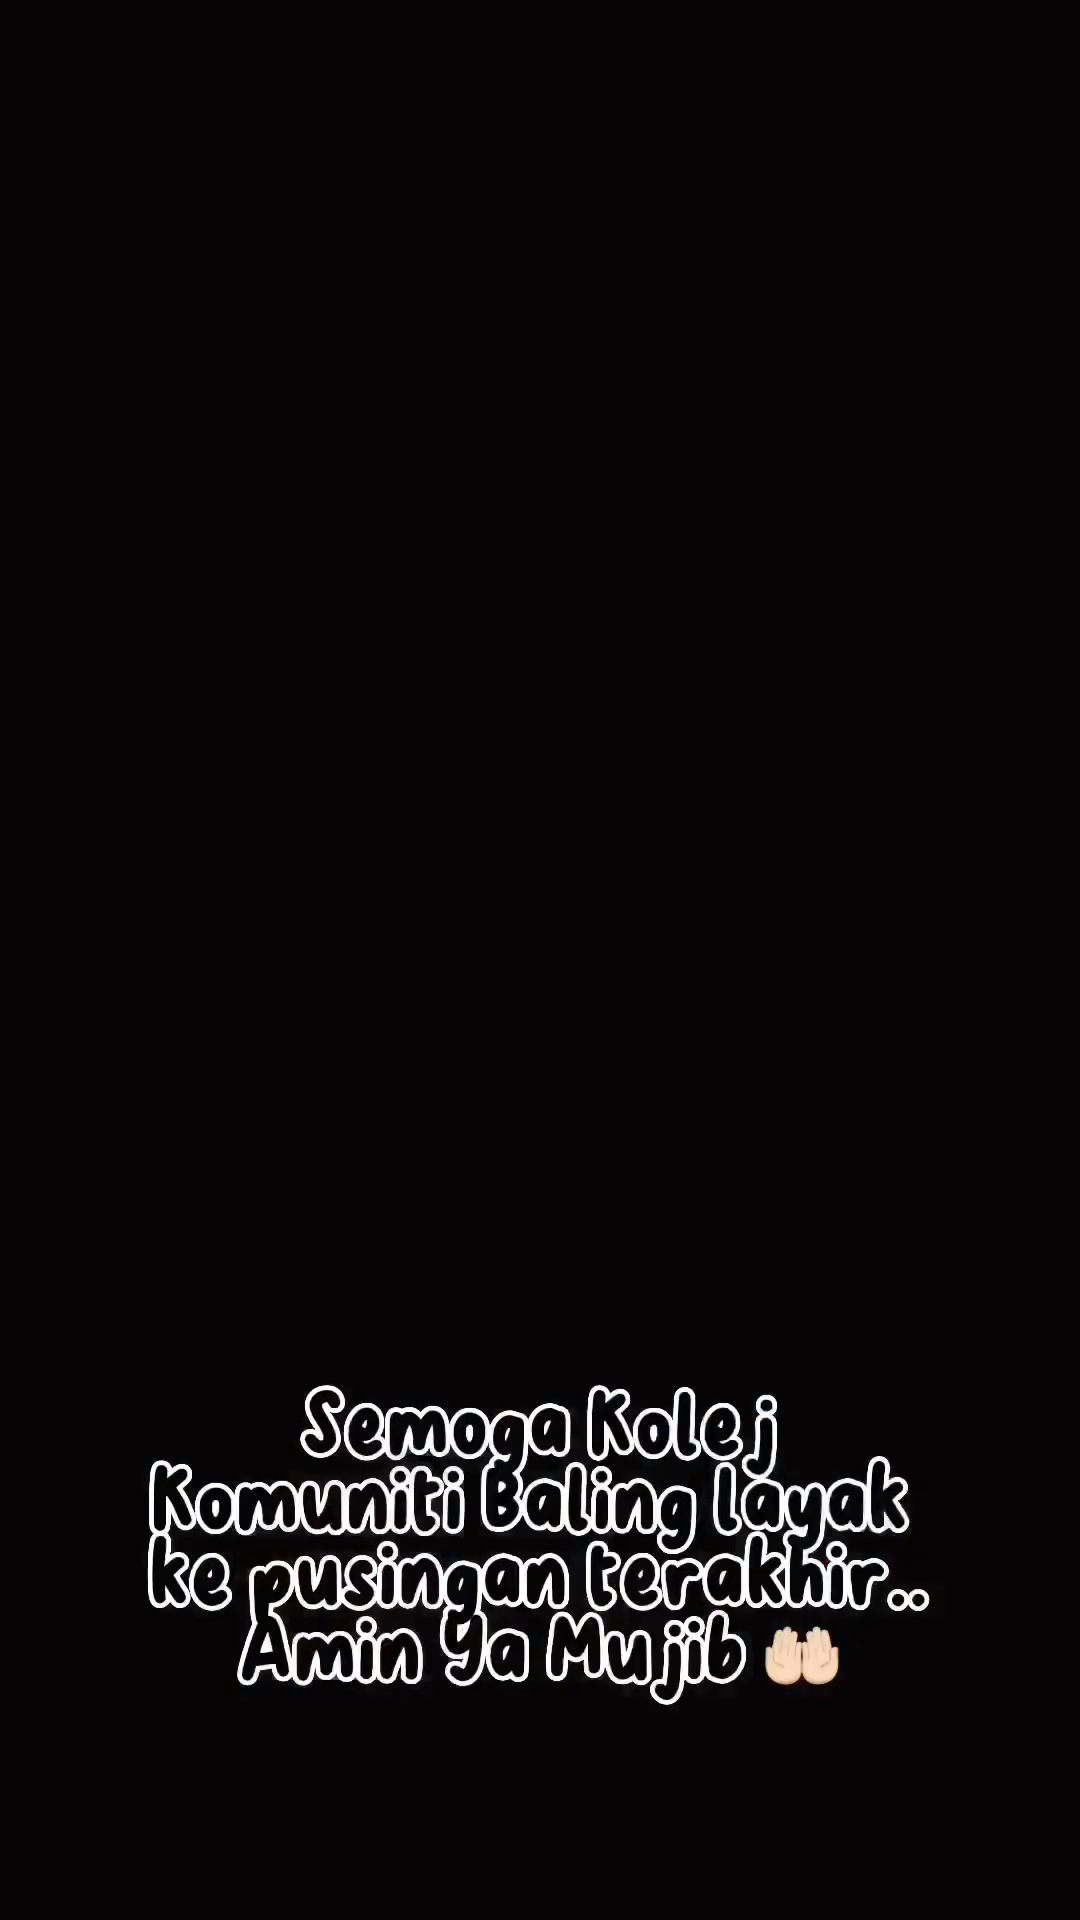 Semoga Kolej
Komuniti Baling layak
ke pusingan terakhir..
Amin Ya Mujib 🤲🏻